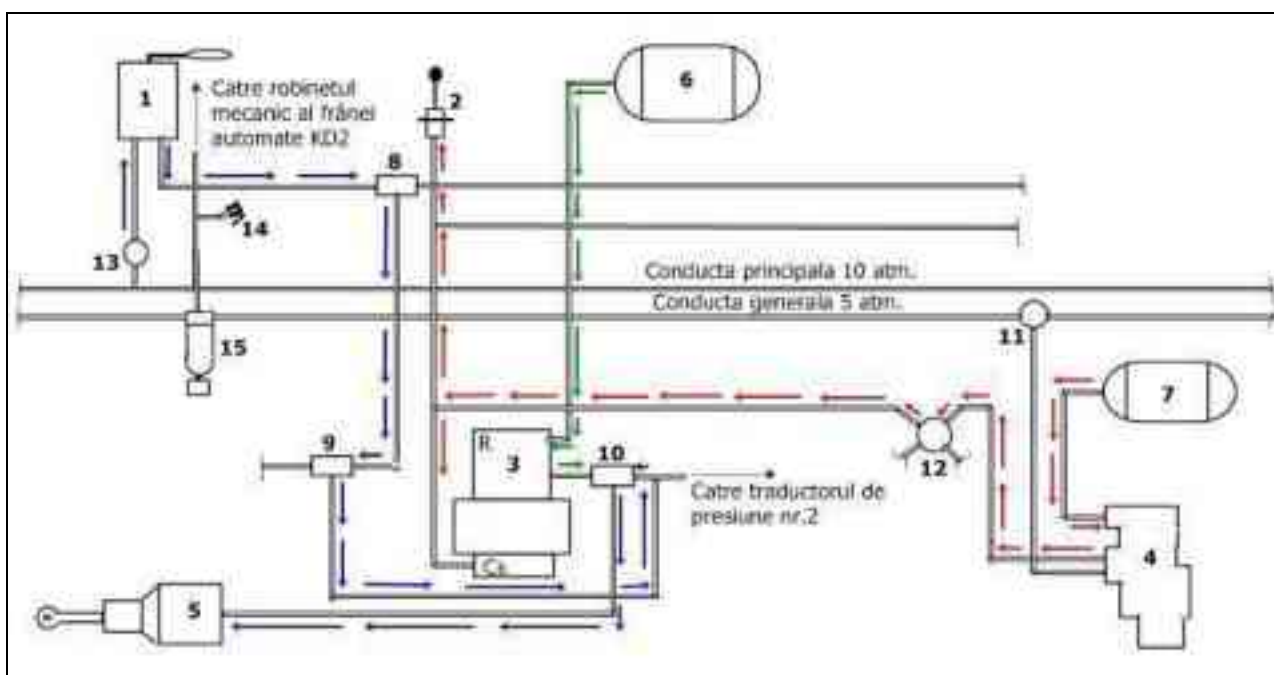 1
Catre robinetul
mecanic al frânei
automate KD2
2
6
8
14
13
Conducta principala 10 atm.
Conducta generala 5 atm.
15
11
7
9
R
3
10
12
Catre traductorul de
presiune nr.2
4
5